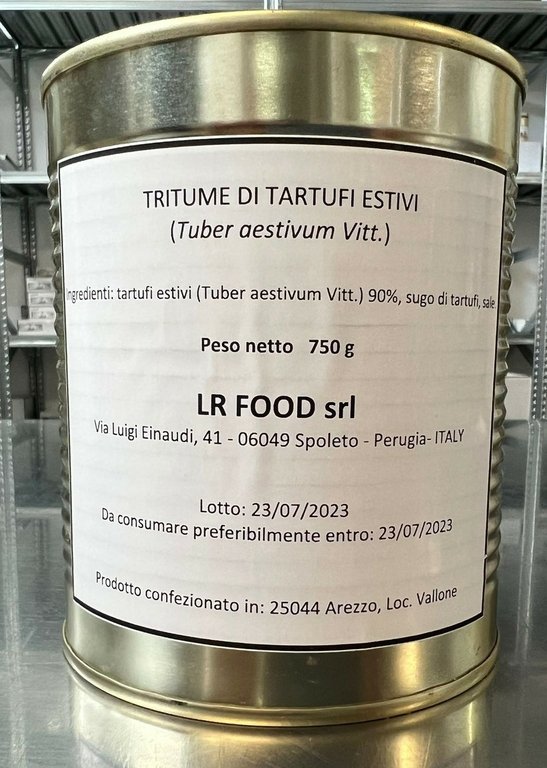 TRITUME DI TARTUFI ESTIVI
(Tuber aestivum Vitt.)
Ingredienti: tartufi estivi (Tuber aestivum Vitt.) 90%, sugo di tartufi, sale
Peso netto 750 g
LR FOOD srl
Via Luigi Einaudi, 41 - 06049 Spoleto - Perugia- ITALY
Lotto: 23/07/2023
Da consumare preferibilmente entro: 23/07/2023
Prodotto confezionato in: 25044 Arezzo, Loc. Vallone